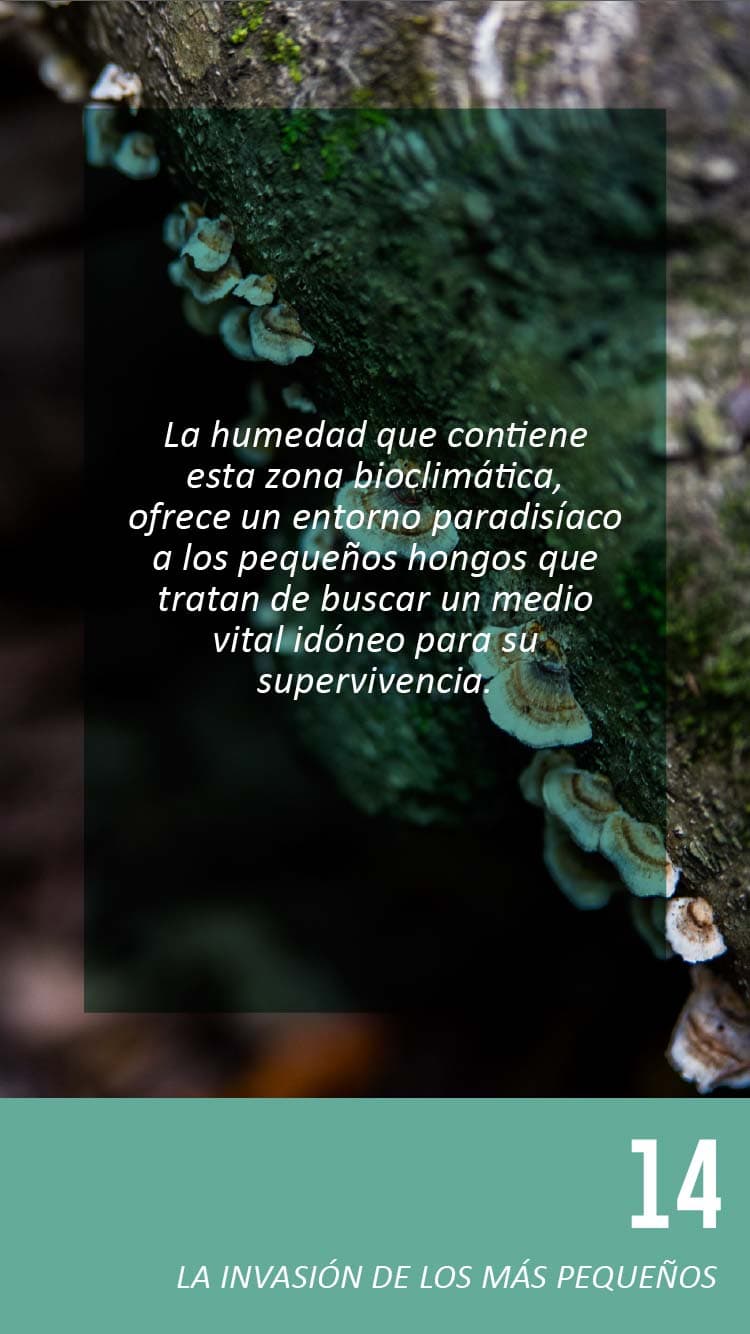 La humedad que contiene
esta zona bioclimática,
ofrece un entorno paradisíaco
a los pequeños hongos que
tratan de buscar un medio
vital idóneo para su
supervivencia.
14
LA INVASIÓN DE LOS MÁS PEQUEÑOS